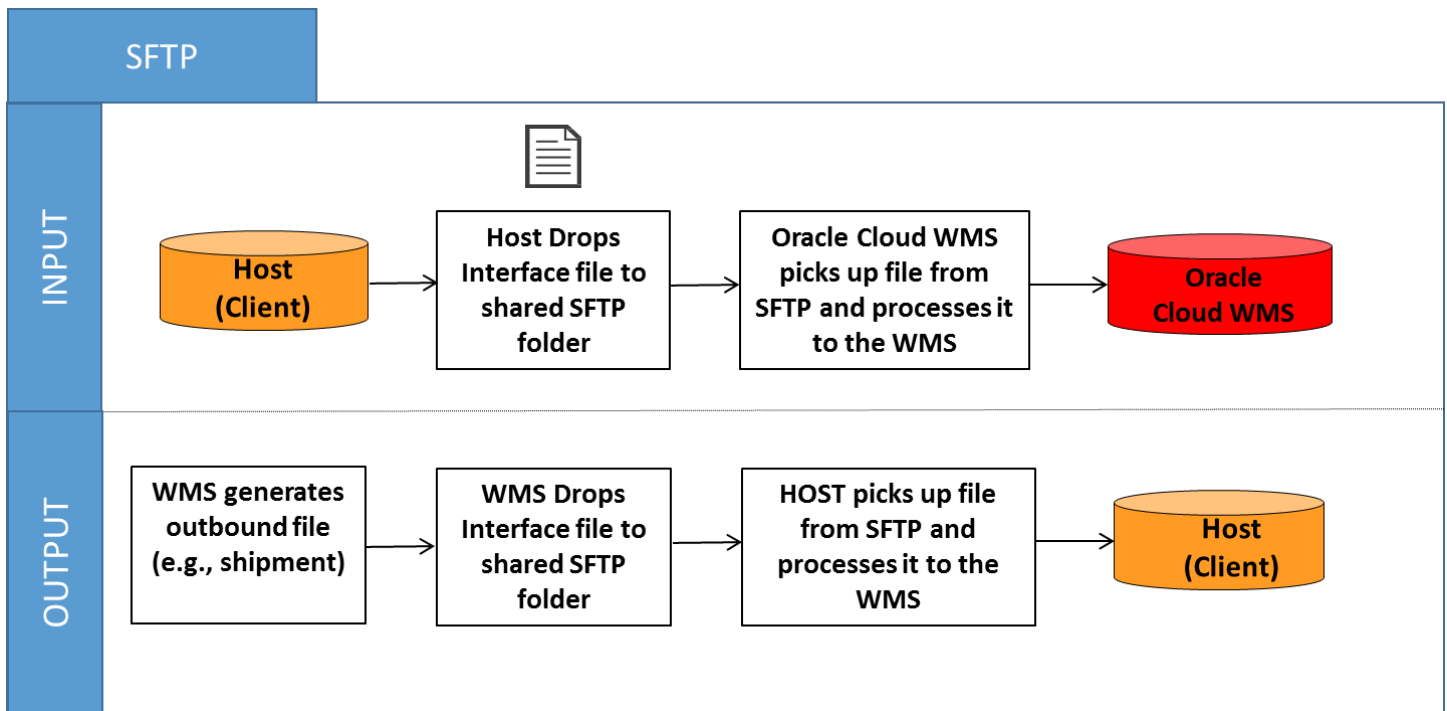 SFTP
INPUT
Host
(Client)
Host Drops
Interface file to
shared SFTP
folder
Oracle Cloud WMS
picks up file from
SFTP and processes it
to the WMS
Oracle
Cloud WMS
OUTPUT
WMS generates
outbound file
(e.g., shipment)
WMS Drops
Interface file to
shared SFTP
folder
HOST picks up file
from SFTP and
processes it to the
WMS
Host
(Client)